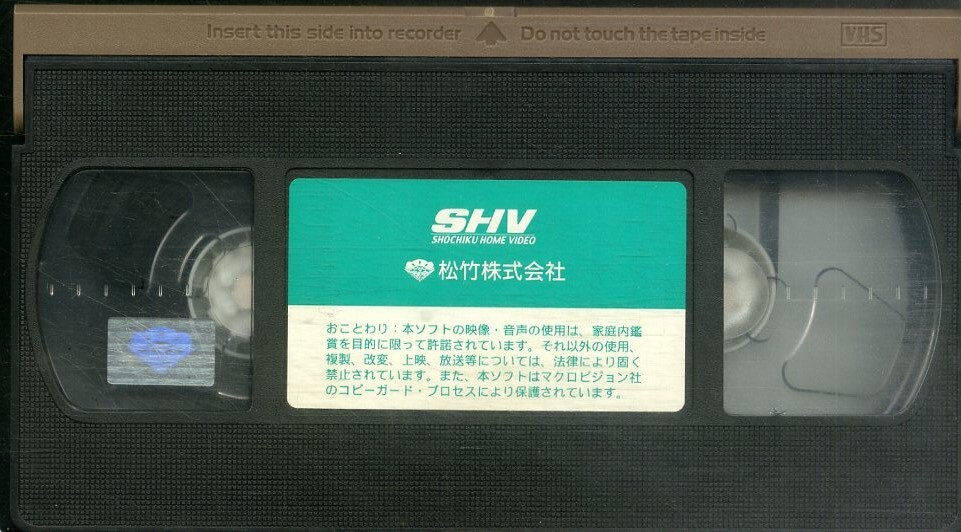 Insert this side into recorder Do not touch the tape inside VHS
SHV
SHOCHIKU HOME VIDEO
松竹株式会社
おことわり：本ソフトの映像・音声の使用は、家庭内鑑
賞を目的に限って許諾されています。それ以外の使用、
複製、改変、上映、放送等については、法律により固く
禁止されています。また、本ソフトはマクロビジョン社
のコピーガード・プロセスにより保護されています。